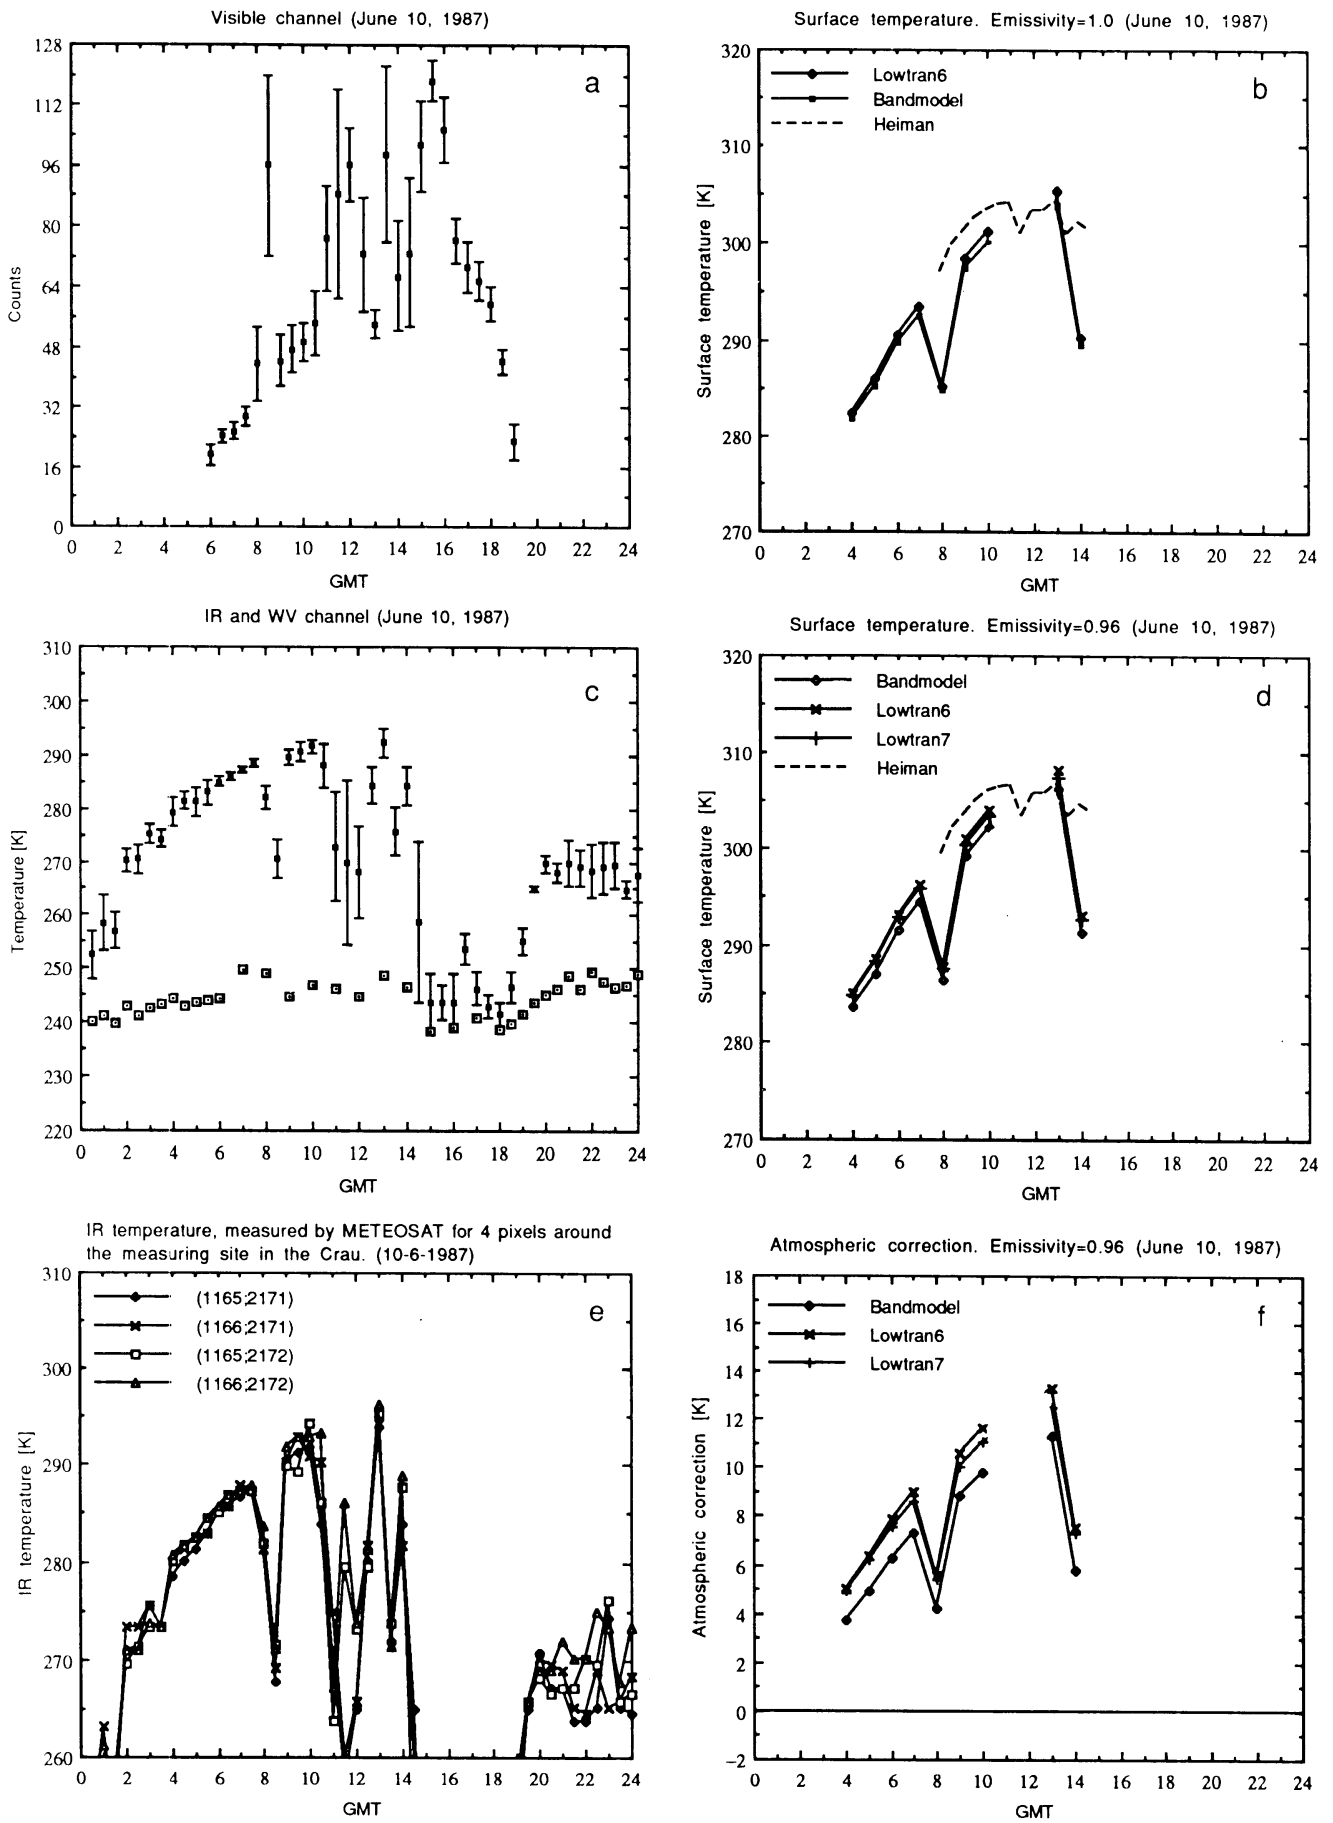 Visible channel (June 10, 1987)
128
112
96
80
64
48
32
16
0
Counts
a
0 2 4 6 8 10 12 14 16 18 20 22 24
GMT
Surface temperature. Emissivity=1.0 (June 10, 1987)
320
310
300
290
280
270
Surface temperature [K]
Lowtran6
Bandmodel
Heiman
b
0 2 4 6 8 10 12 14 16 18 20 22 24
GMT
IR and WV channel (June 10, 1987)
310
300
290
280
270
260
250
240
230
220
Temperature [K]
c
0 2 4 6 8 10 12 14 16 18 20 22 24
GMT
Surface temperature. Emissivity=0.96 (June 10, 1987)
320
310
300
290
280
270
Surface temperature [K]
Bandmodel
Lowtran6
Lowtran7
Heiman
d
0 2 4 6 8 10 12 14 16 18 20 22 24
GMT
IR temperature, measured by METEOSAT for 4 pixels around
the measuring site in the Crau. (10-6-1987)
310
300
290
280
270
260
IR temperature [K]
(1165;2171)
(1166;2171)
(1165;2172)
(1166;2172)
e
0 2 4 6 8 10 12 14 16 18 20 22 24
GMT
Atmospheric correction. Emissivity=0.96 (June 10, 1987)
18
16
14
12
10
8
6
4
2
0
−2
Atmospheric correction [K]
Bandmodel
Lowtran6
Lowtran7
f
0 2 4 6 8 10 12 14 16 18 20 22 24
GMT